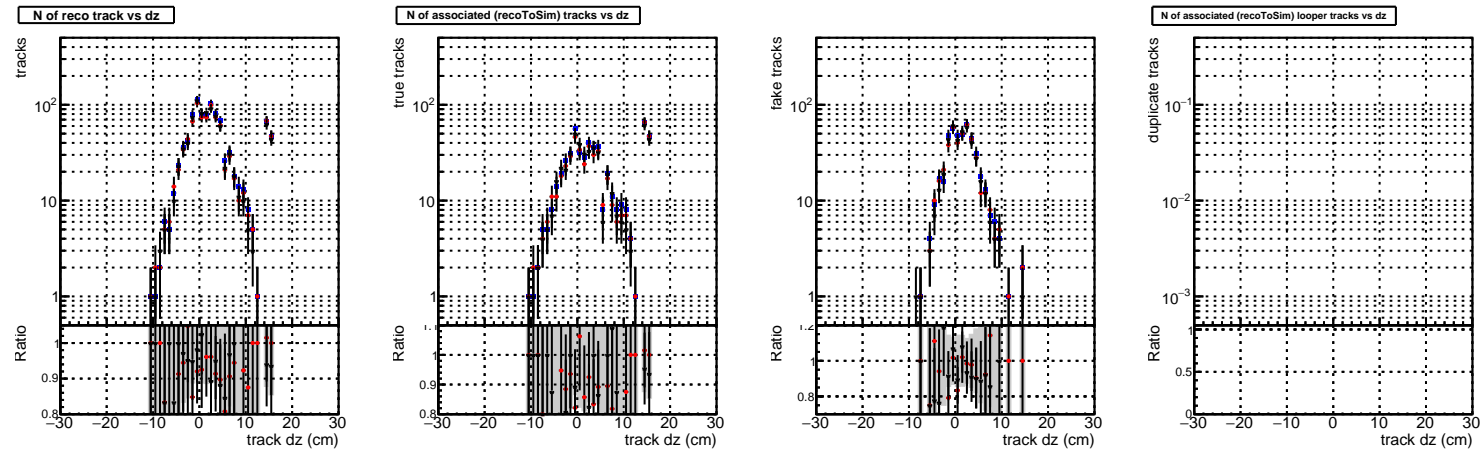 N of reco track vs dz
tracks
10²
10
1
Ratio
1
0.9
0.8
−30 −20 −10 0 10 20 30
track dz (cm)
N of associated (recoToSim) tracks vs dz
true tracks
10²
10
1
Ratio
1.1
1
0.9
0.8
−30 −20 −10 0 10 20 30
track dz (cm)
fake tracks
10²
10
1
Ratio
1.2
1
0.8
−30 −20 −10 0 10 20 30
track dz (cm)
N of associated (recoToSim) looper tracks vs dz
duplicate tracks
10⁻¹
10⁻²
10⁻³
Ratio
1
0.5
0
−30 −20 −10 0 10 20 30
track dz (cm)